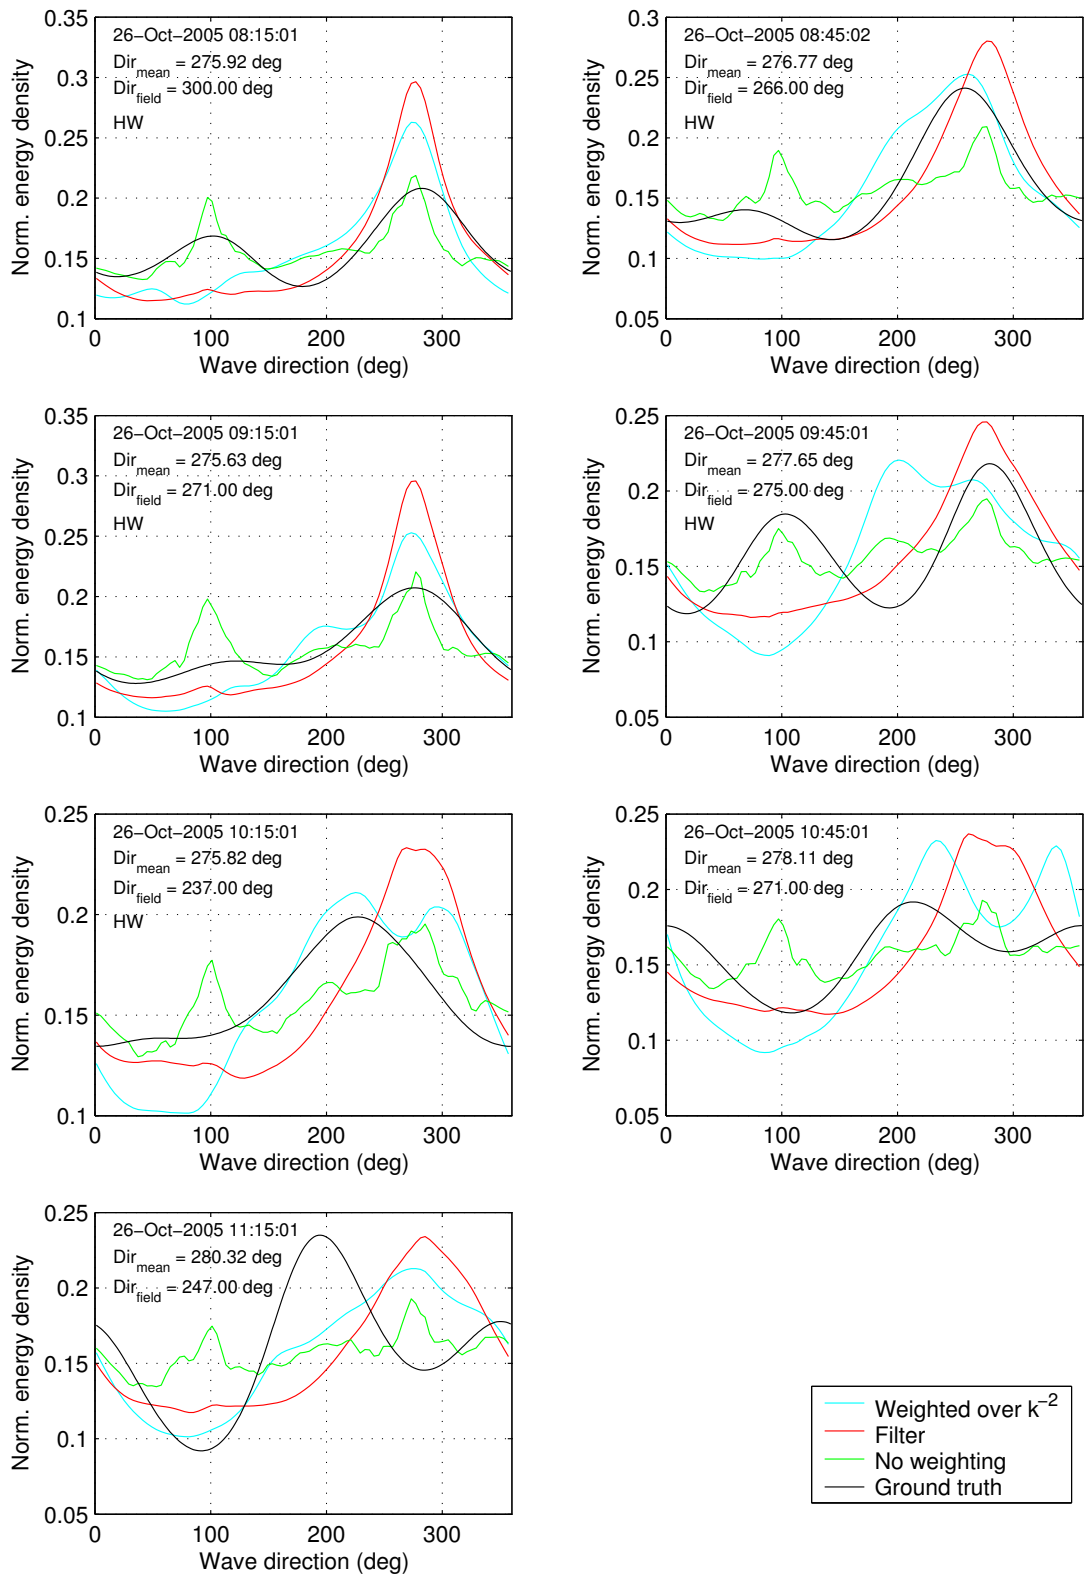 26-Oct-2005 08:15:01
Dir_mean = 275.92 deg
Dir_field = 300.00 deg
HW
Norm. energy density
0.35
0.3
0.25
0.2
0.15
0.1
0 100 200 300
Wave direction (deg)
26-Oct-2005 08:45:02
Dir_mean = 276.77 deg
Dir_field = 266.00 deg
HW
Norm. energy density
0.3
0.25
0.2
0.15
0.1
0.05
0 100 200 300
Wave direction (deg)
26-Oct-2005 09:15:01
Dir_mean = 275.63 deg
Dir_field = 271.00 deg
HW
Norm. energy density
0.35
0.3
0.25
0.2
0.15
0.1
0 100 200 300
Wave direction (deg)
26-Oct-2005 09:45:01
Dir_mean = 277.65 deg
Dir_field = 275.00 deg
HW
Norm. energy density
0.25
0.2
0.15
0.1
0.05
0 100 200 300
Wave direction (deg)
26-Oct-2005 10:15:01
Dir_mean = 275.82 deg
Dir_field = 237.00 deg
HW
Norm. energy density
0.25
0.2
0.15
0.1
0 100 200 300
Wave direction (deg)
26-Oct-2005 10:45:01
Dir_mean = 278.11 deg
Dir_field = 271.00 deg
Norm. energy density
0.25
0.2
0.15
0.1
0.05
0 100 200 300
Wave direction (deg)
26-Oct-2005 11:15:01
Dir_mean = 280.32 deg
Dir_field = 247.00 deg
Norm. energy density
0.25
0.2
0.15
0.1
0.05
0 100 200 300
Wave direction (deg)
Weighted over k^-2
Filter
No weighting
Ground truth